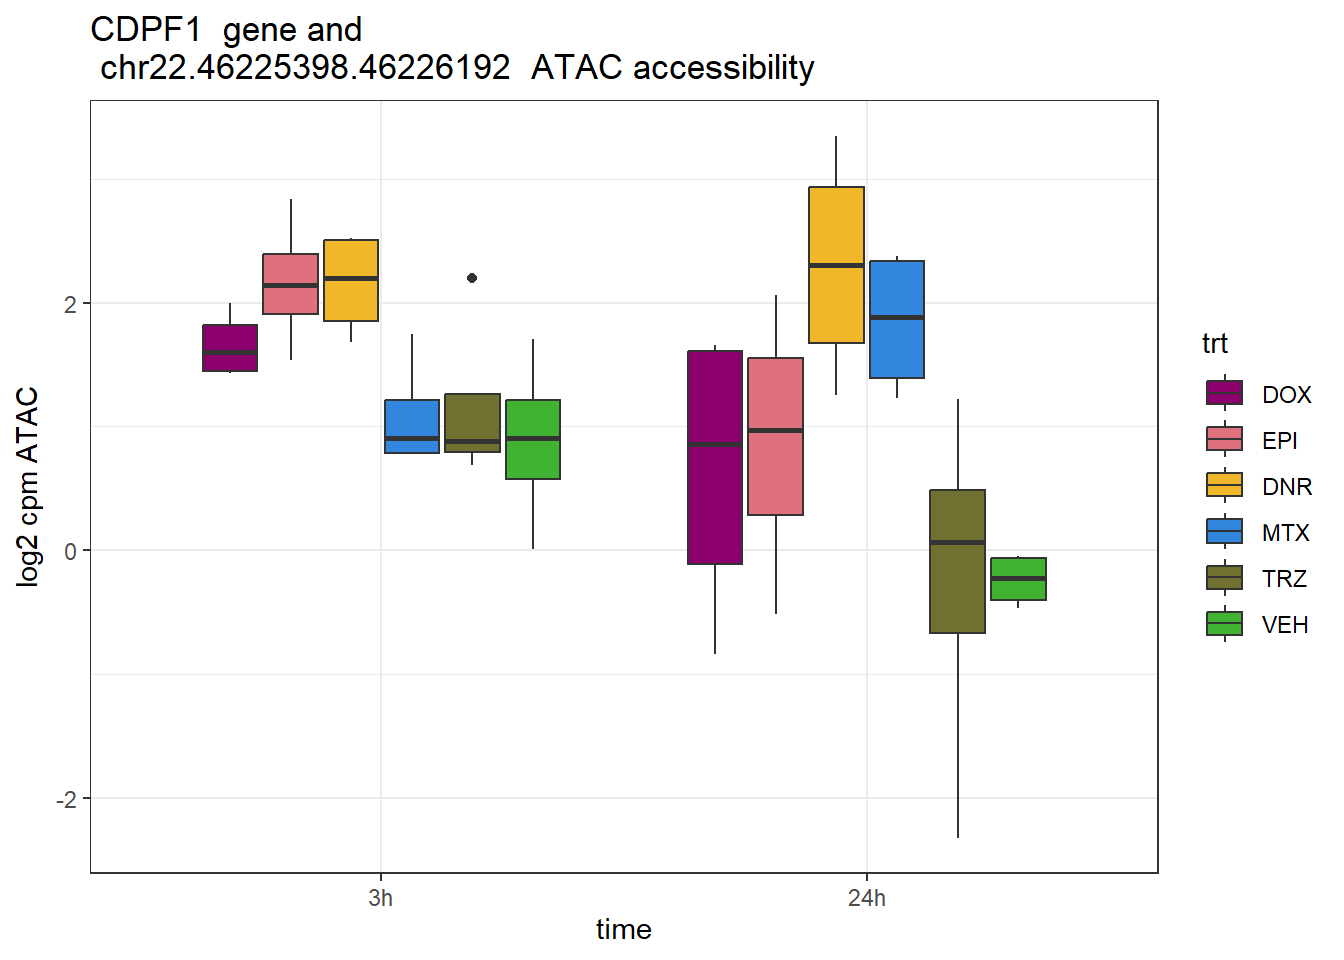 CDPF1  gene and
chr22.46225398.46226192  ATAC accessibility
log2 cpm ATAC
2
0
-2
3h
24h
time
trt
DOX
EPI
DNR
MTX
TRZ
VEH